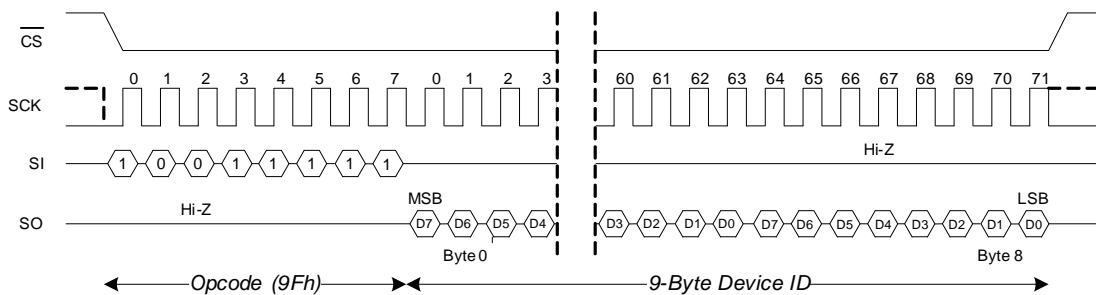 CS
0 1 2 3 4 5 6 7 0 1 2 3 60 61 62 63 64 65 66 67 68 69 70 71
SCK
Hi-Z
SI 1 0 0 1 1 1 1 1
Hi-Z MSB LSB
SO D7 D6 D5 D4 D3 D2 D1 D0 D7 D6 D5 D4 D3 D2 D1 D0
Byte 0 Byte 8
Opcode (9Fh) 9-Byte Device ID